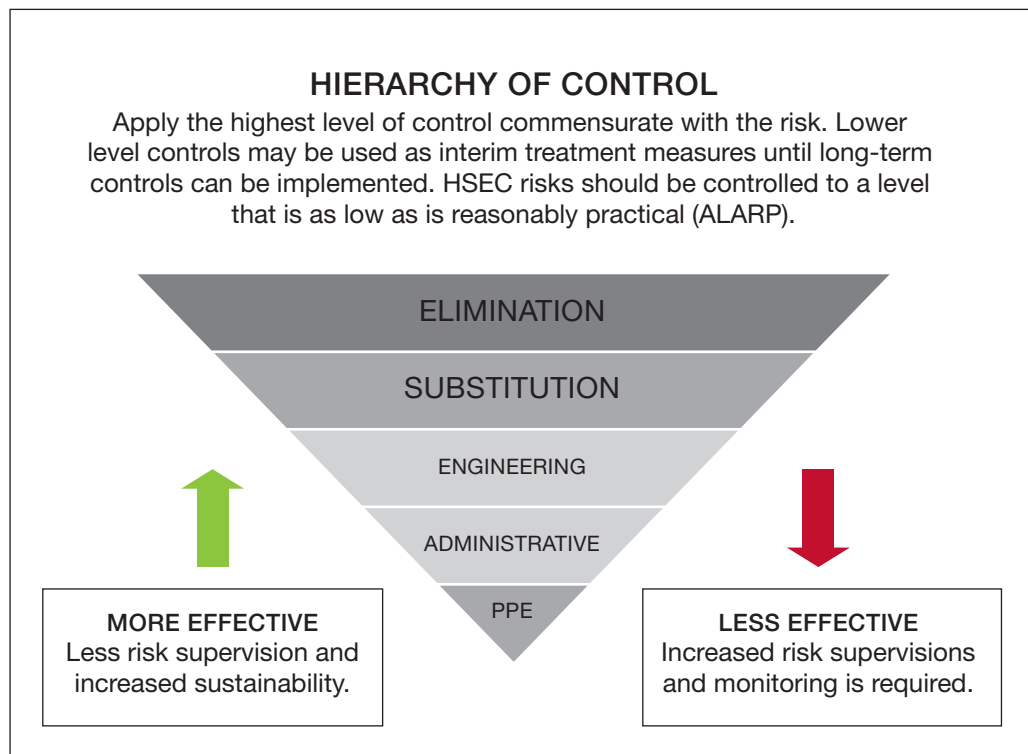 HIERARCHY OF CONTROL
Apply the highest level of control commensurate with the risk. Lower
level controls may be used as interim treatment measures until long-term
controls can be implemented. HSEC risks should be controlled to a level
that is as low as is reasonably practical (ALARP).
ELIMINATION
SUBSTITUTION
ENGINEERING
ADMINISTRATIVE
PPE
MORE EFFECTIVE
Less risk supervision and
increased sustainability.
LESS EFFECTIVE
Increased risk supervisions
and monitoring is required.